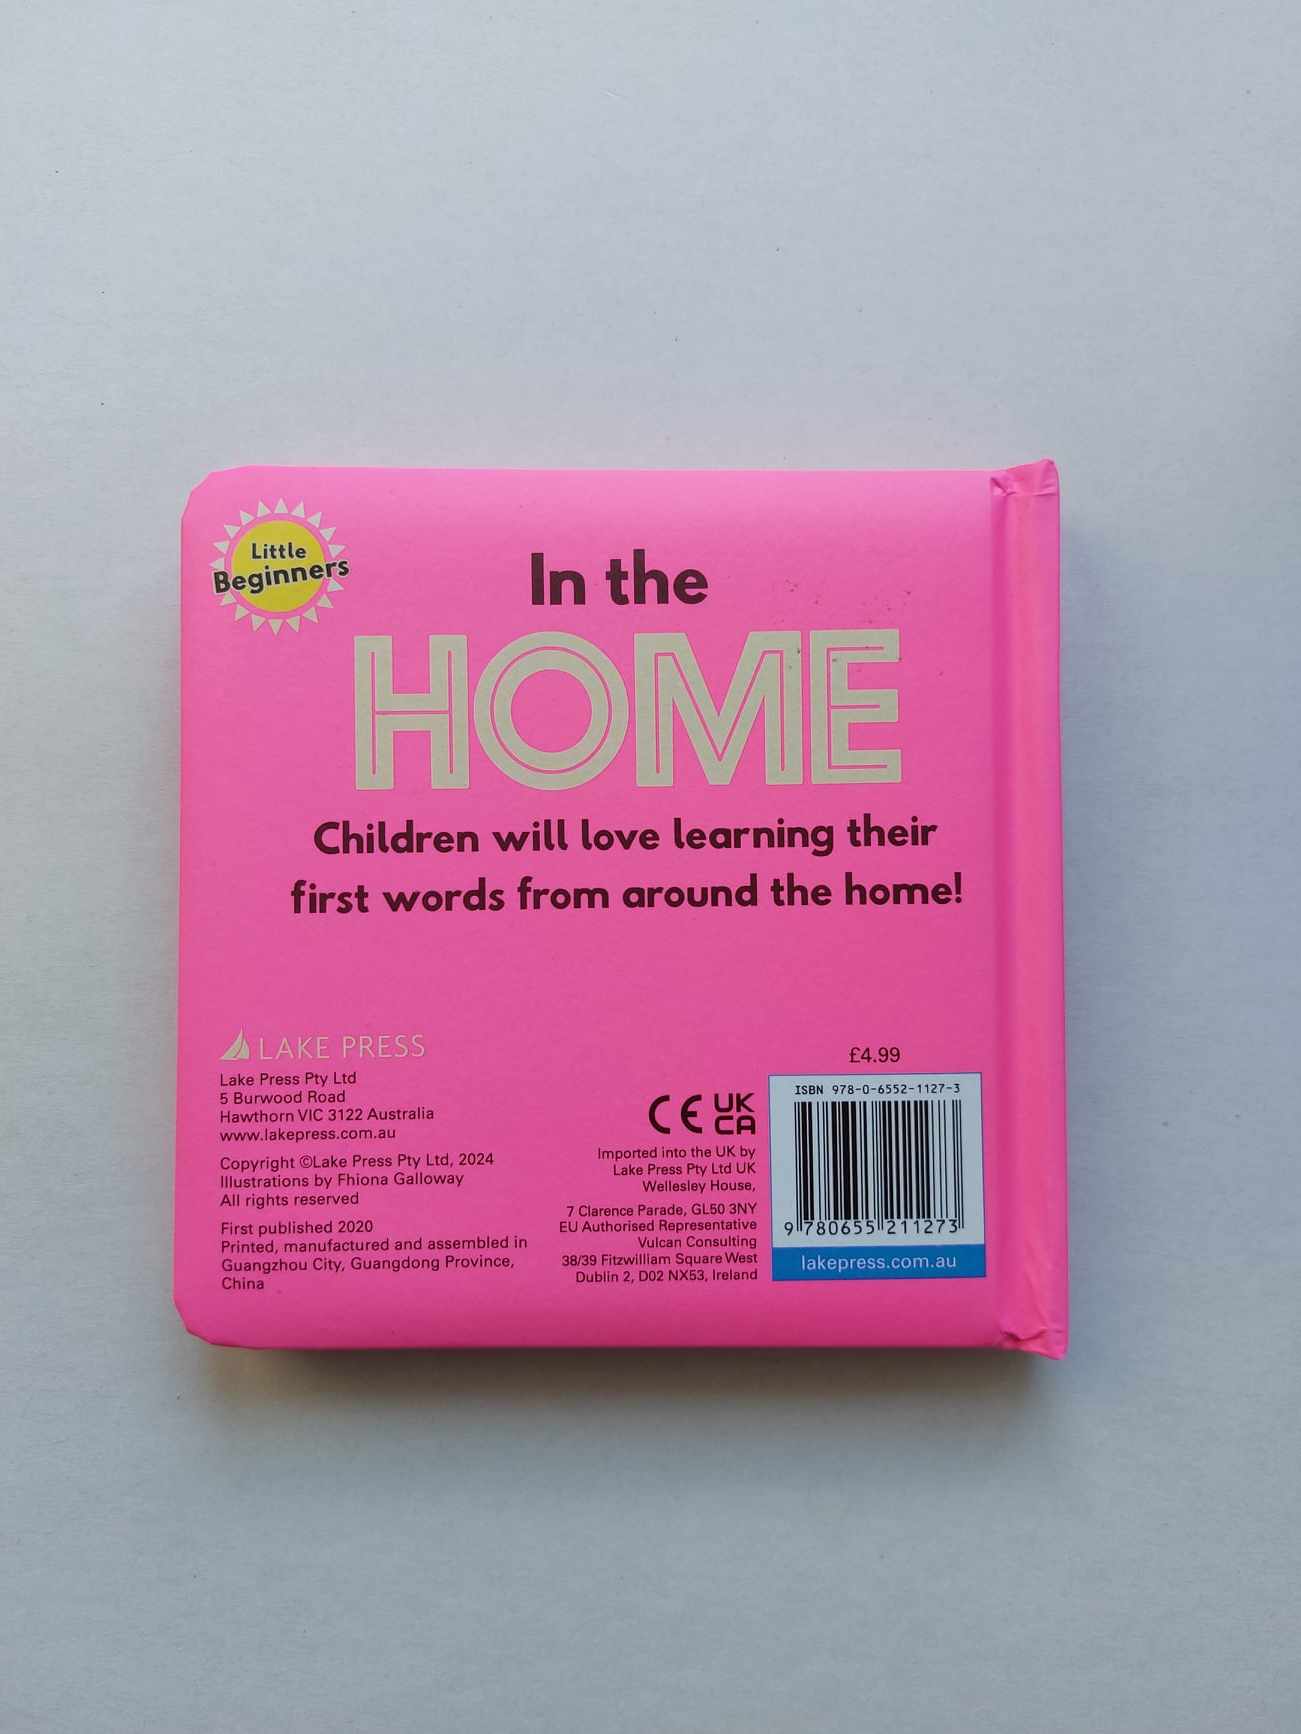 Little
Beginners
In the
HOME
Children will love learning their
first words from around the home!
LAKE PRESS
Lake Press Pty Ltd
5 Burwood Road
Hawthorn VIC 3122 Australia
www.lakepress.com.au
Copyright ©Lake Press Pty Ltd, 2024
Illustrations by Fhiona Galloway
All rights reserved
First published 2020
Printed, manufactured and assembled in
Guangzhou City, Guangdong Province,
China
CE UK
CA
Imported into the UK by
Lake Press Pty Ltd UK
Wellesley House,
7 Clarence Parade, GL50 3NY
EU Authorised Representative
Vulcan Consulting
38/39 Fitzwilliam Square West
Dublin 2, D02 NX53, Ireland
£4.99
ISBN 978-0-6552-1127-3
9 780655 211273
lakepress.com.au